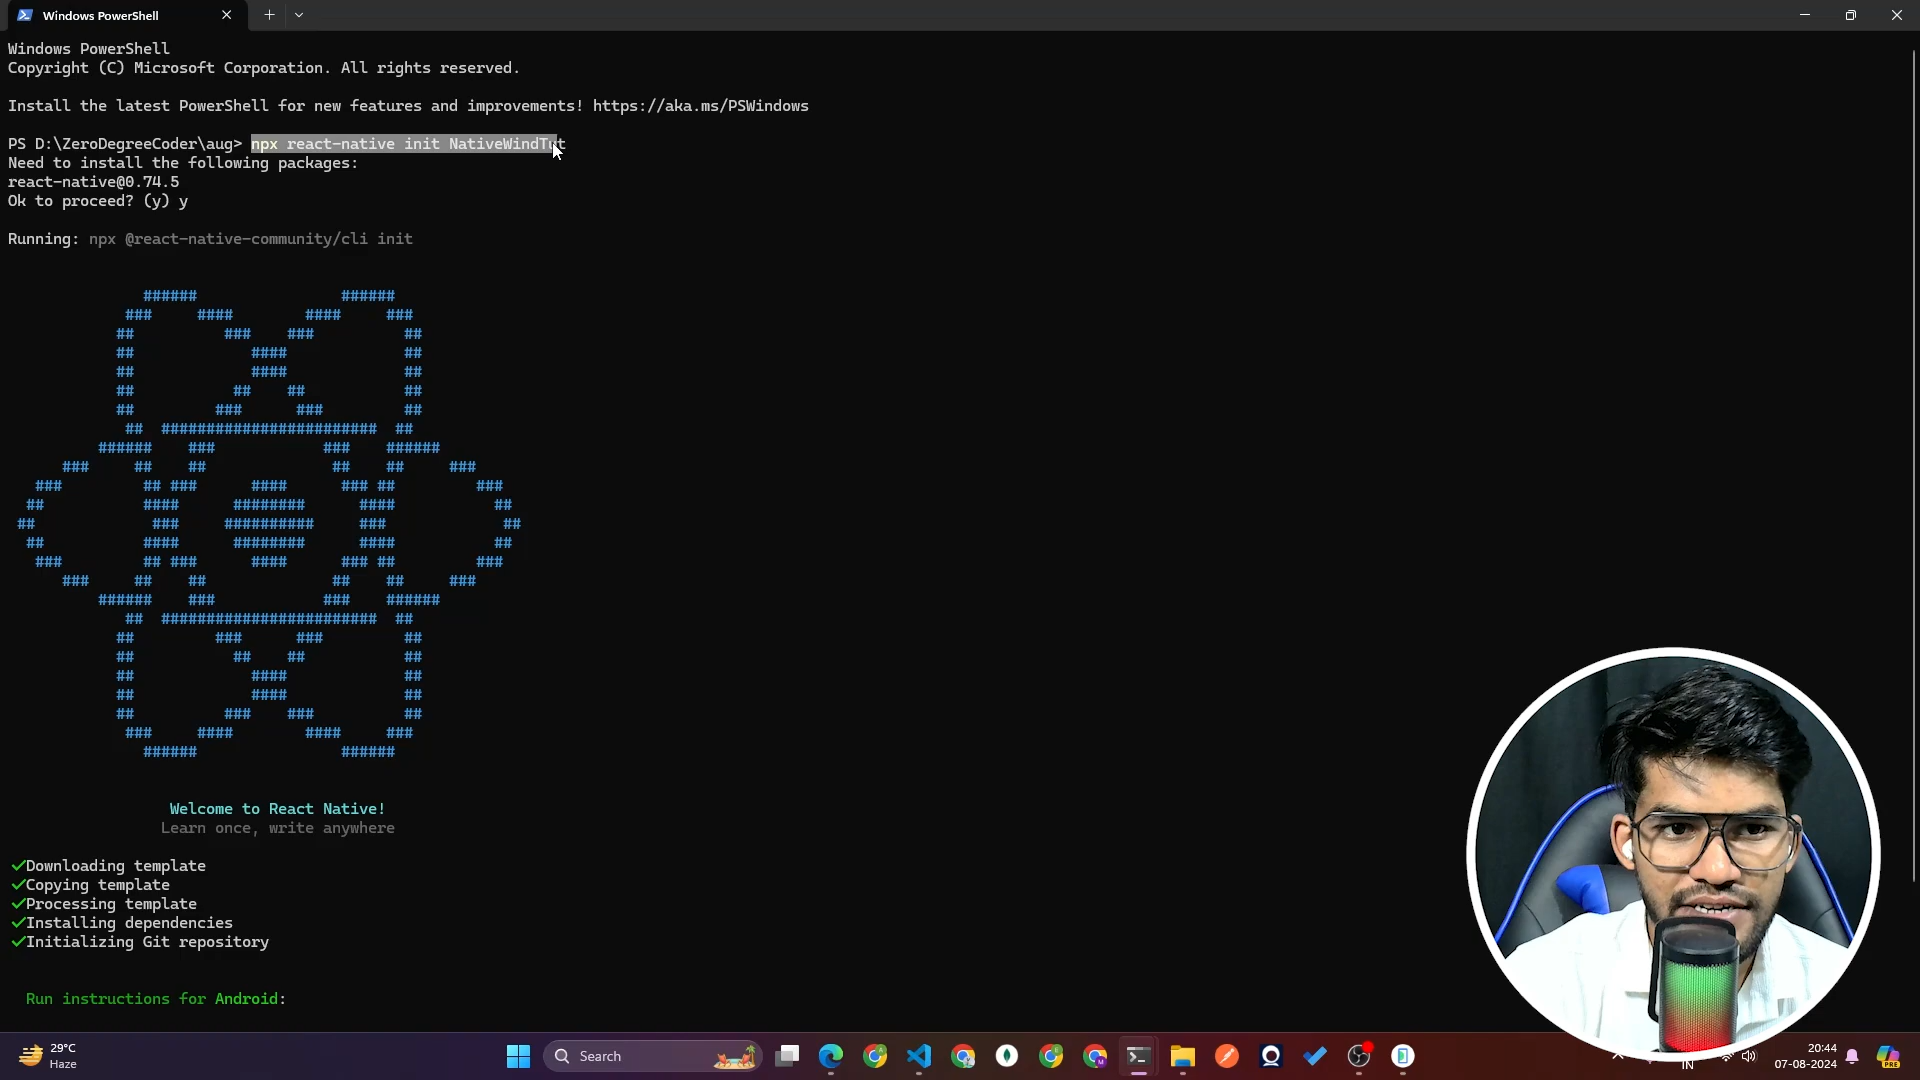 Windows PowerShell
Windows PowerShell
Copyright (C) Microsoft Corporation. All rights reserved.
Install the latest PowerShell for new features and improvements! https://aka.ms/PSWindows
PS D:\ZeroDegreeCoder\aug> npx react-native init NativeWindTut
Need to install the following packages:
react-native@0.74.5
Ok to proceed? (y) y
Running: npx @react-native-community/cli init
###### ######
### #### #### ###
## ### ### ##
## #### ##
## #### ##
## ## ## ##
## ### ### ##
## ######################## ##
###### ### ### ######
### ## ## ## ## ###
### ## ### #### ### ## ###
## #### ######## #### ##
## ### ########## ### ##
## #### ######## #### ##
### ## ### #### ### ## ###
### ## ## ## ## ###
###### ### ### ######
## ######################## ##
## ### ### ##
## ## ## ##
## #### ##
## #### ##
## ### ### ##
### #### #### ###
###### ######
Welcome to React Native!
Learn once, write anywhere
✓Downloading template
✓Copying template
✓Processing template
✓Installing dependencies
✓Initializing Git repository
Run instructions for Android:
29°C
Haze
Search
IN
20:44
07-08-2024
PRE